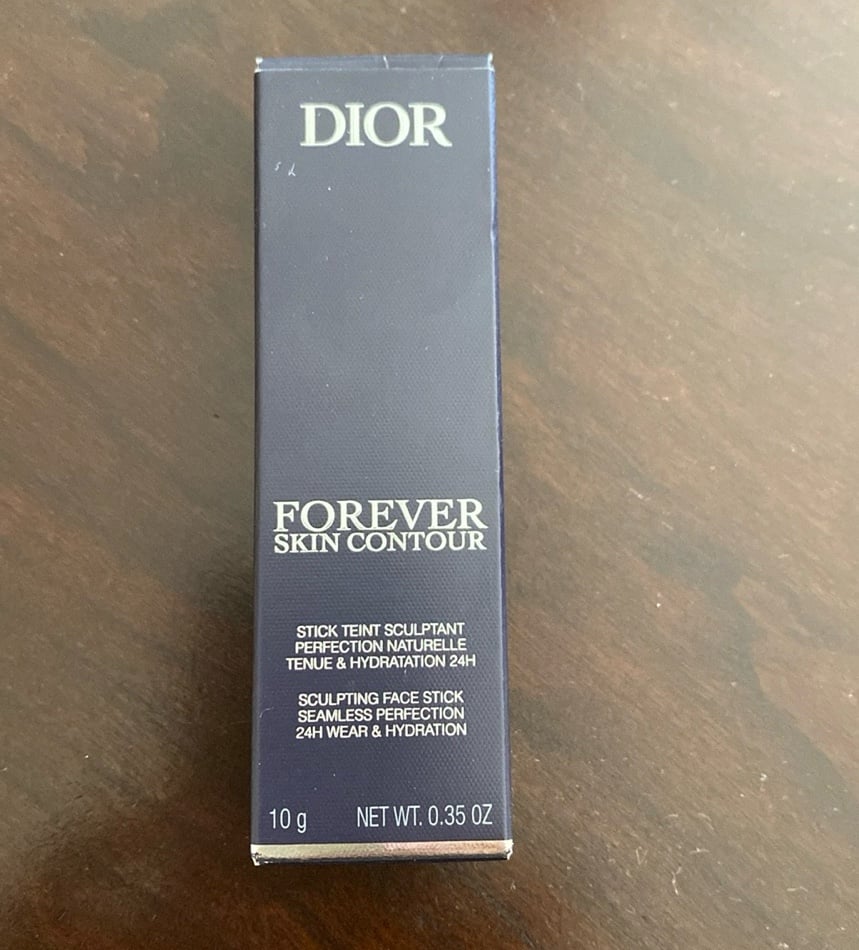 DIOR
FOREVER
SKIN CONTOUR
STICK TEINT SCULPTANT
PERFECTION NATURELLE
TENUE & HYDRATATION 24H
SCULPTING FACE STICK
SEAMLESS PERFECTION
24H WEAR & HYDRATION
10 g NET WT. 0.35 OZ